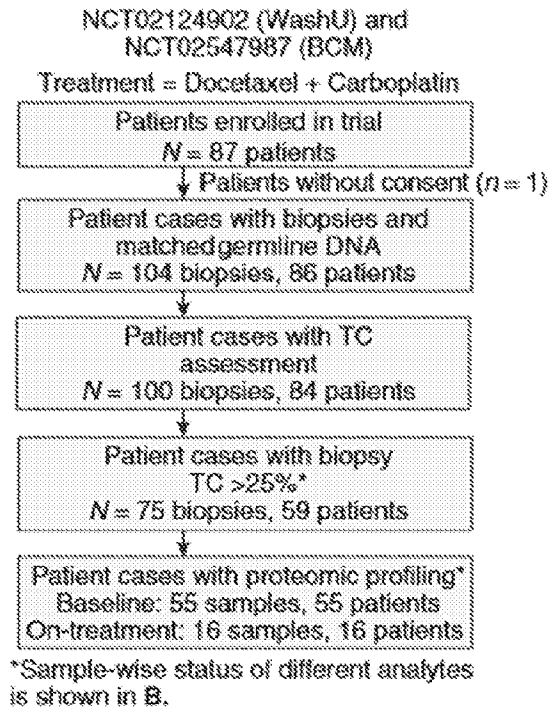 NCT02124902 (WashU) and
NCT02547987 (BCM)
Treatment = Docetaxel + Carboplatin
Patients enrolled in trial
N = 87 patients
Patients without consent (n = 1)
Patient cases with biopsies and
matched germline DNA
N = 104 biopsies, 86 patients
Patient cases with TC
assessment
N = 100 biopsies, 84 patients
Patient cases with biopsy
TC >25%*
N = 75 biopsies, 59 patients
Patient cases with proteomic profiling*
Baseline: 55 samples, 55 patients
On-treatment: 16 samples, 16 patients
*Sample-wise status of different analytes
is shown in B.